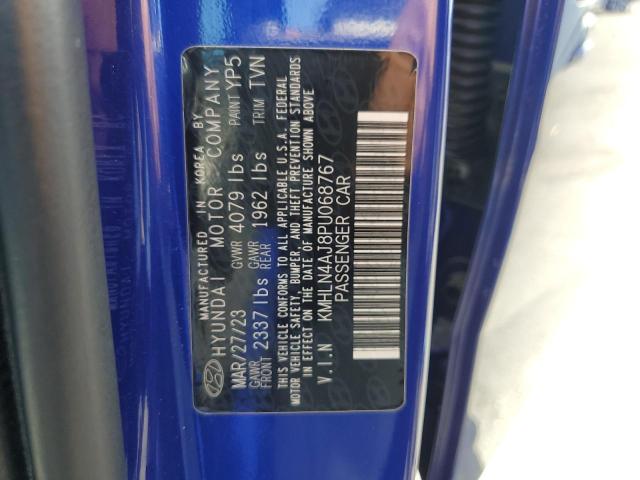 MANUFACTURED IN KOREA BY
HYUNDAI MOTOR COMPANY
MAR/27/23 GVWR 4079 lbs PAINT YP5
GAWR FRONT 2337 lbs GAWR REAR 1962 lbs TRIM TVN
THIS VEHICLE CONFORMS TO ALL APPLICABLE U.S.A. FEDERAL
MOTOR VEHICLE SAFETY, BUMPER, AND THEFT PREVENTION STANDARDS
IN EFFECT ON THE DATE OF MANUFACTURE SHOWN ABOVE
V.I.N KMHLN4AJ8PU068767
PASSENGER CAR